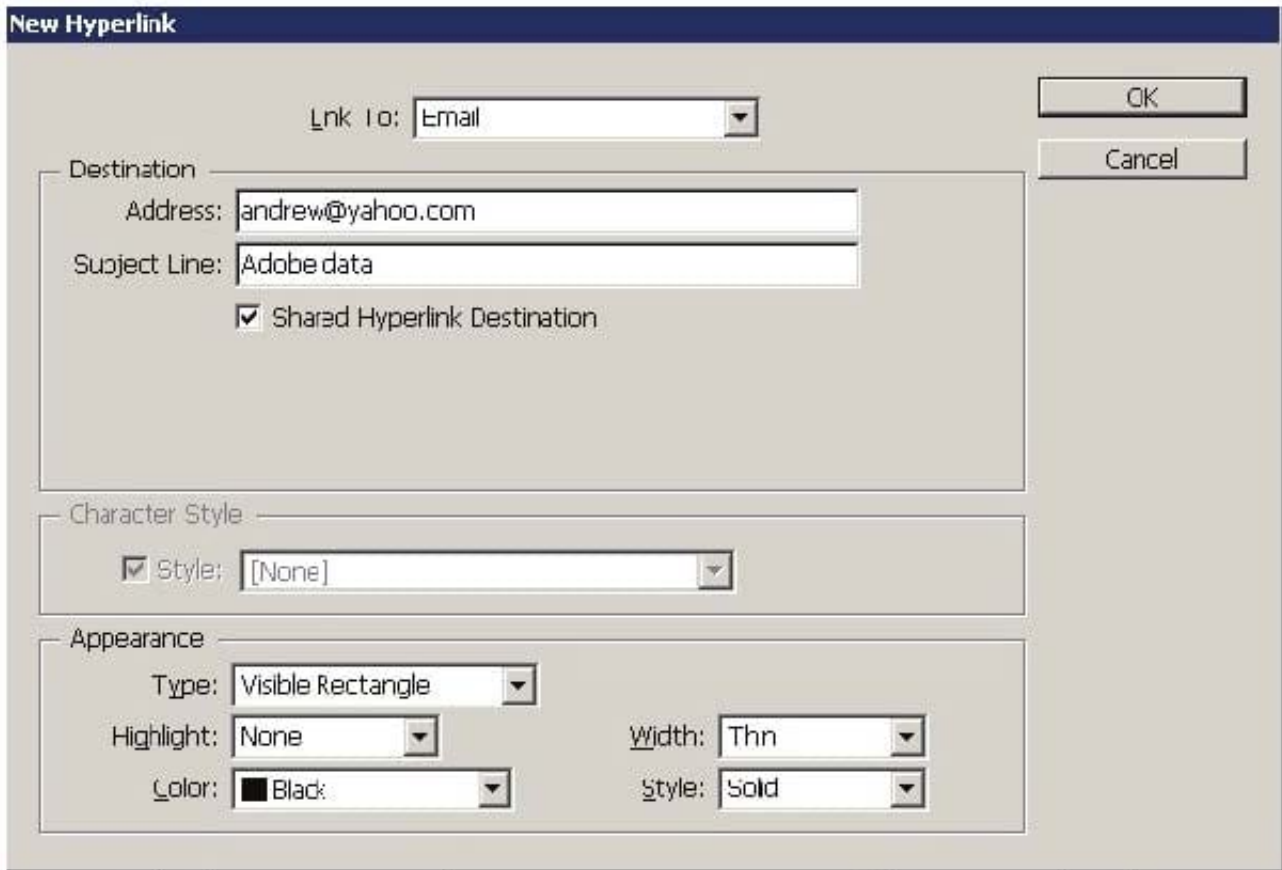 New Hyperlink
Link To: Email
OK
Cancel
Destination
Address: andrew@yahoo.com
Subject Line: Adobe data
Shared Hyperlink Destination
Character Style
Style: [None]
Appearance
Type: Visible Rectangle
Highlight: None
Width: Thin
Color: Black
Style: Solid